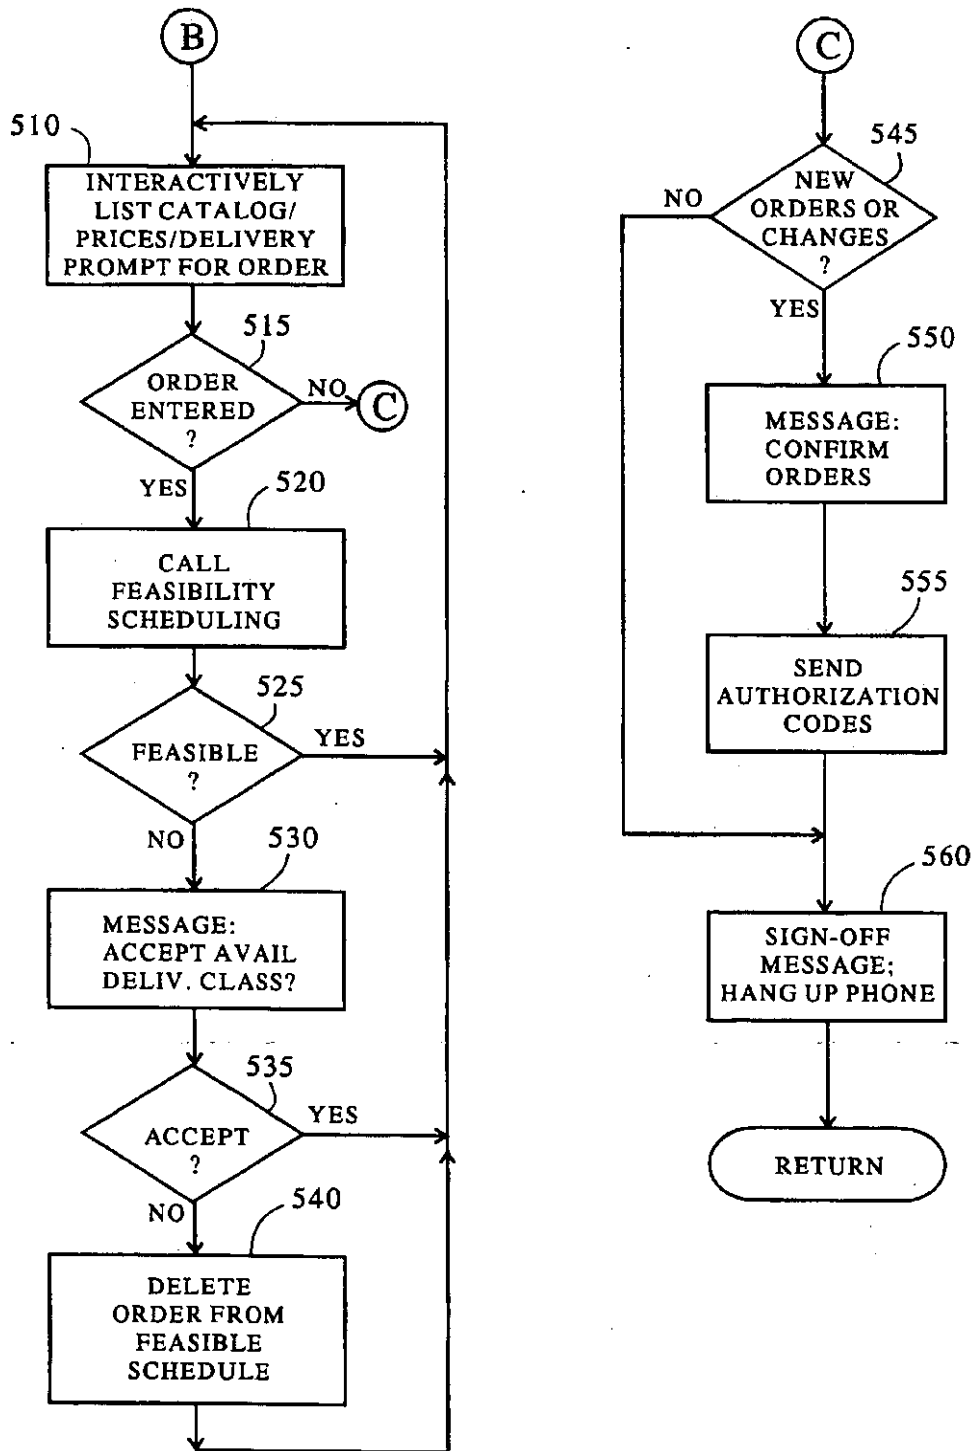 B
510
INTERACTIVELY
LIST CATALOG/
PRICES/DELIVERY
PROMPT FOR ORDER
515
ORDER
ENTERED
?
NO
C
YES
520
CALL
FEASIBILITY
SCHEDULING
525
FEASIBLE
?
YES
NO
530
MESSAGE:
ACCEPT AVAIL
DELIV. CLASS?
535
ACCEPT
?
YES
NO
540
DELETE
ORDER FROM
FEASIBLE
SCHEDULE
C
545
NEW
ORDERS OR
CHANGES
?
NO
YES
550
MESSAGE:
CONFIRM
ORDERS
555
SEND
AUTHORIZATION
CODES
560
SIGN-OFF
MESSAGE;
HANG UP PHONE
RETURN